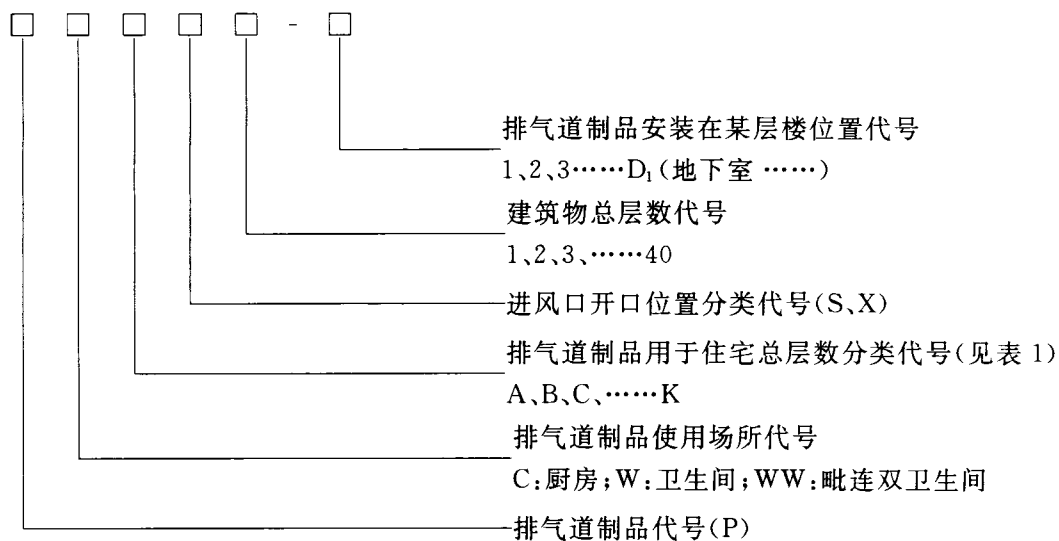 □ □ □ □ □ - □
排气道制品安装在某层楼位置代号
1、2、3……D₁(地下室……)
建筑物总层数代号
1、2、3、……40
进风口开口位置分类代号(S、X)
排气道制品用于住宅总层数分类代号(见表1)
A、B、C、……K
排气道制品使用场所代号
C:厨房;W:卫生间;WW:毗连双卫生间
排气道制品代号(P)